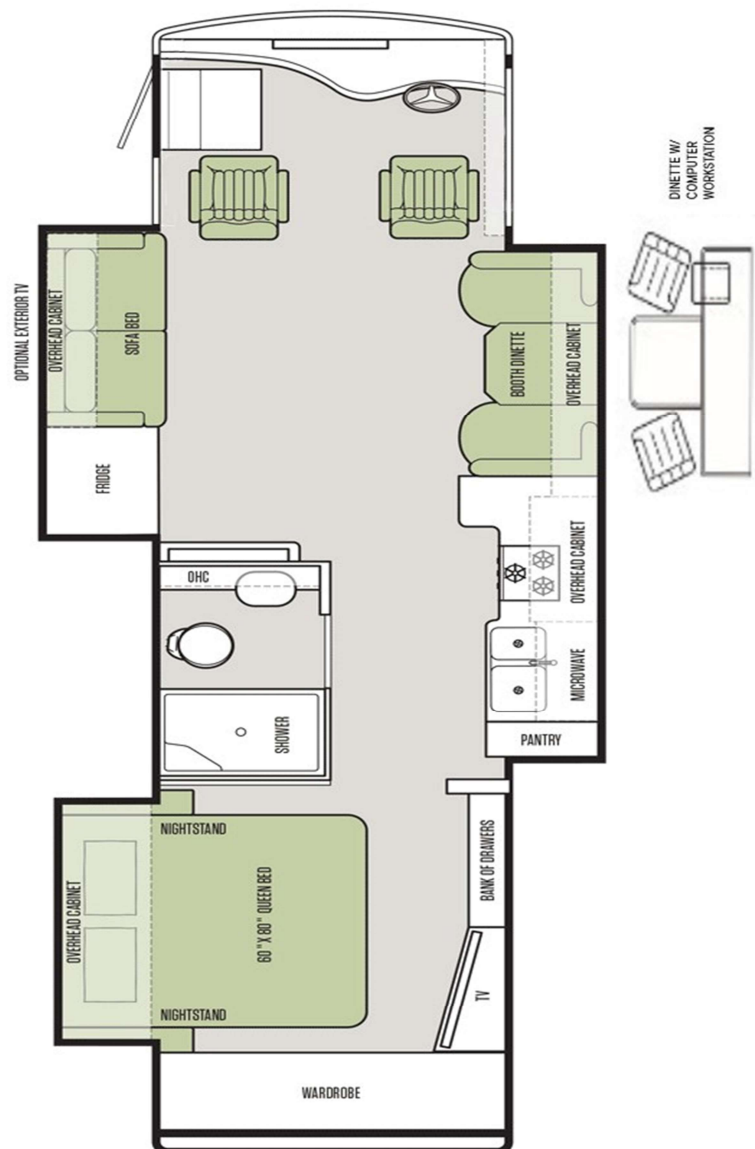 OPTIONAL EXTERIOR TV
OVERHEAD CABINET
SOFA BED
FRIDGE
BOOTH DINETTE
OVERHEAD CABINET
DINETTE W/
COMPUTER
WORKSTATION
OHC
SHOWER
OVERHEAD CABINET
MICROWAVE
PANTRY
OVERHEAD CABINET
NIGHTSTAND
60"X 80" QUEEN BED
NIGHTSTAND
BANK OF DRAWERS
TV
WARDROBE